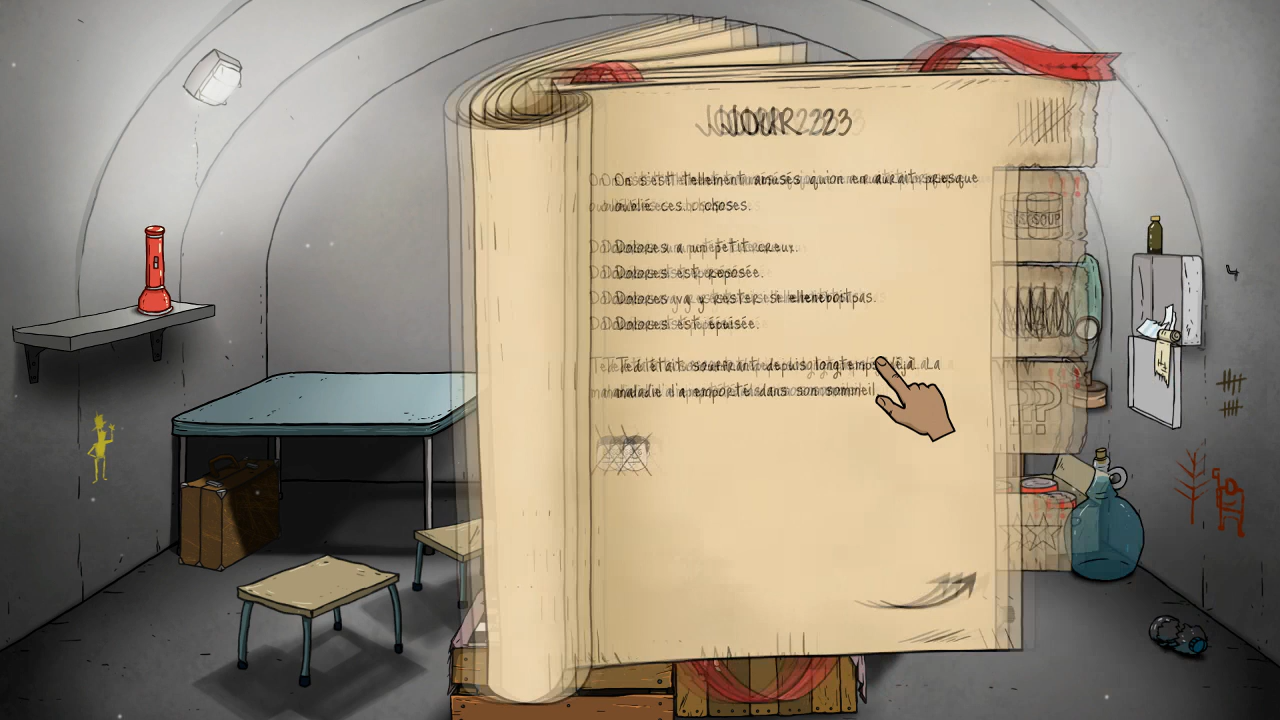 JOUR 223
On s'est tellement amusés qu'on en aurait presque
oublié ces choses.
Dolores a un petit creux.
Dolores est reposée.
Dolores va y rester si elle ne boit pas.
Dolores est épuisée.
Ted était souffrant depuis longtemps déjà. La
maladie l'a emporté dans son sommeil.
SOUP
???